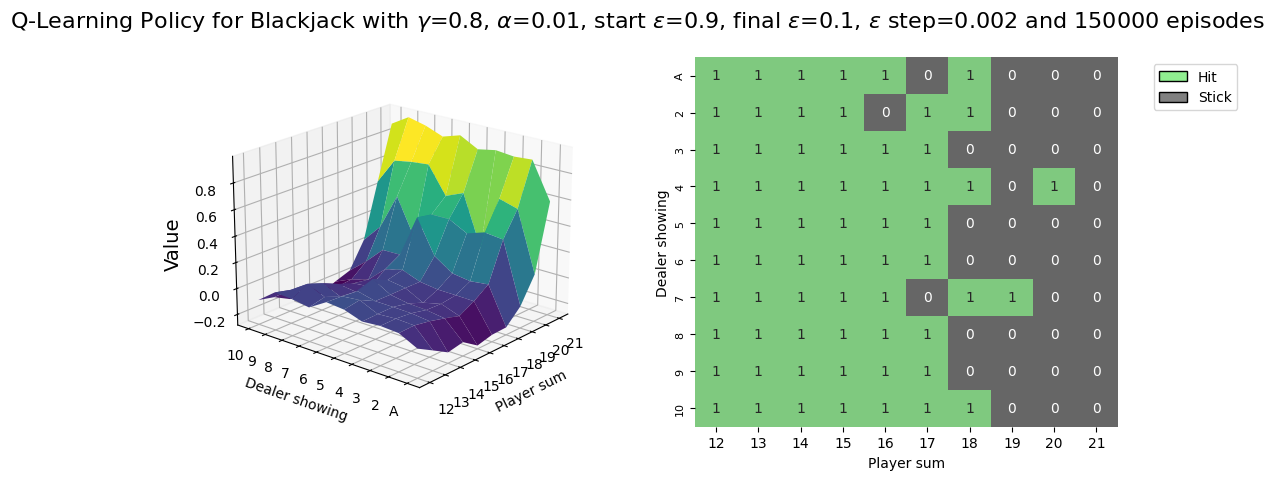 Q-Learning Policy for Blackjack with γ=0.8, α=0.01, start ε=0.9, final ε=0.1, ε step=0.002 and 150000 episodes
Value
0.8
0.6
0.4
0.2
0.0
−0.2
10 9 8 7 6 5 4 3 2 A
Dealer showing
12 13 14 15 16 17 18 19 20 21
Player sum
Dealer showing
A 1 1 1 1 1 0 1 0 0 0
2 1 1 1 1 0 1 1 0 0 0
3 1 1 1 1 1 1 0 0 0 0
4 1 1 1 1 1 1 1 0 1 0
5 1 1 1 1 1 1 0 0 0 0
6 1 1 1 1 1 1 0 0 0 0
7 1 1 1 1 1 0 1 1 0 0
8 1 1 1 1 1 1 0 0 0 0
9 1 1 1 1 1 1 0 0 0 0
10 1 1 1 1 1 1 1 0 0 0
12 13 14 15 16 17 18 19 20 21
Player sum
Hit
Stick